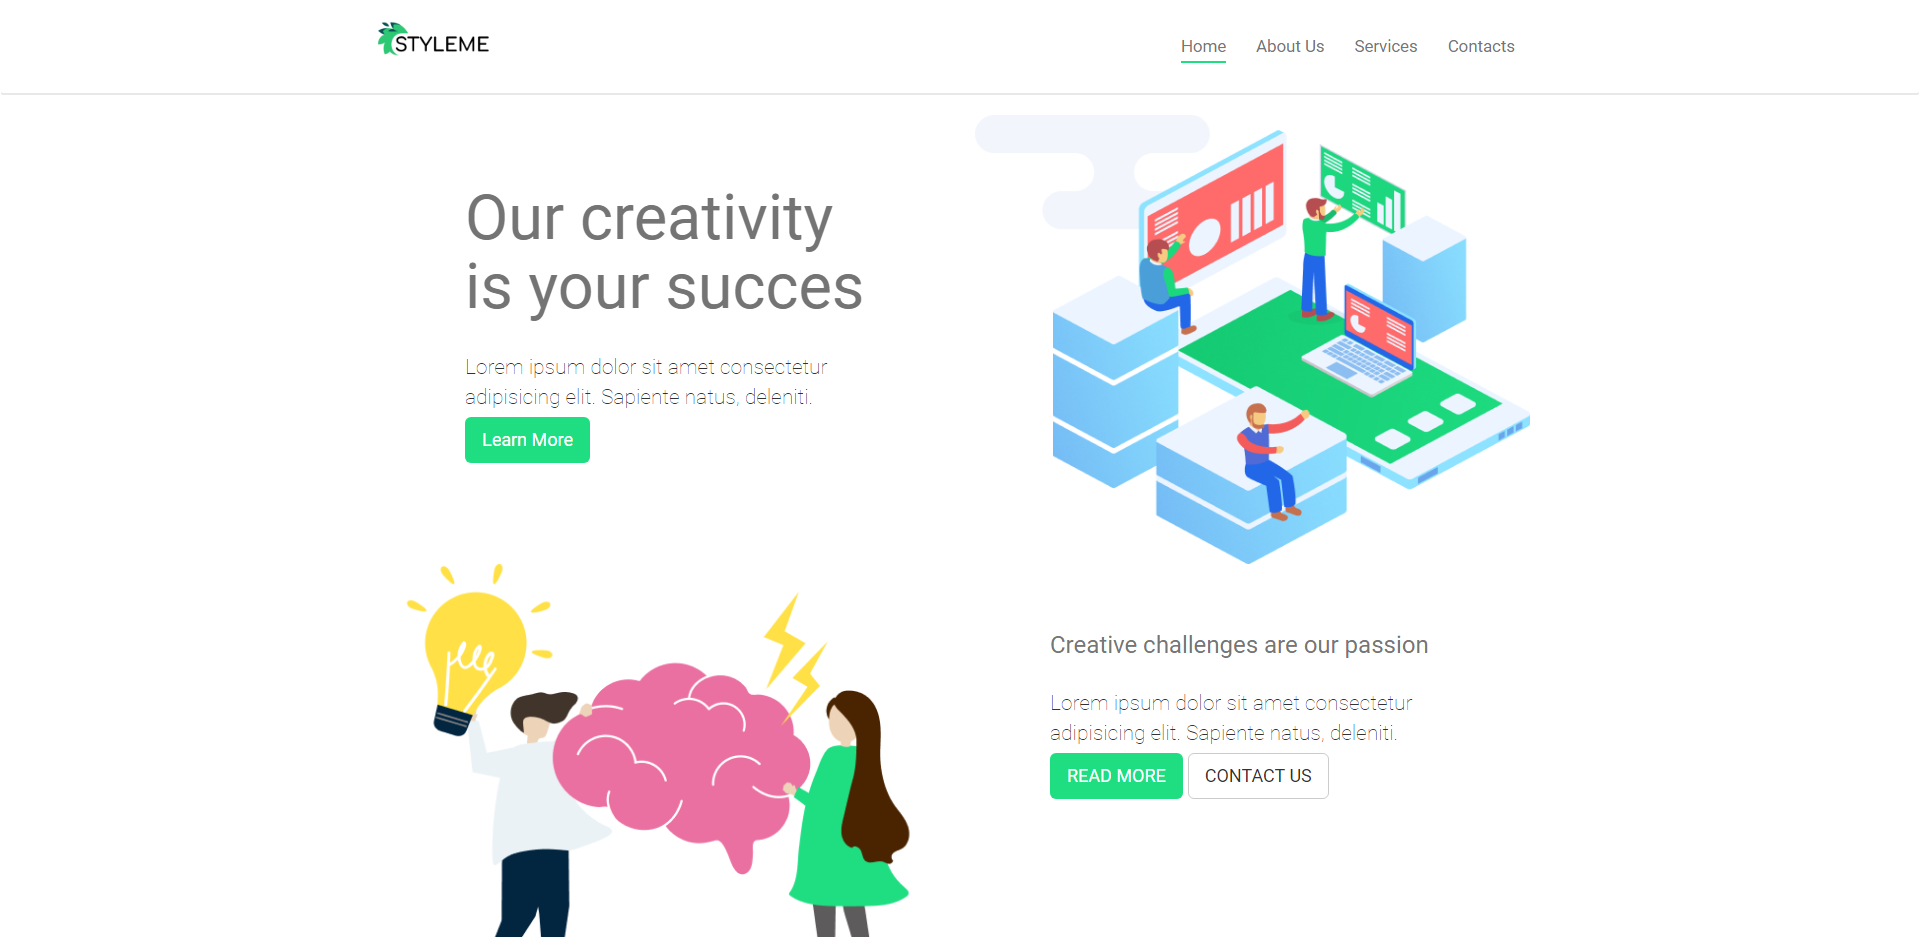 STYLEME
Home About Us Services Contacts
Our creativity
is your succes
Lorem ipsum dolor sit amet consectetur
adipisicing elit. Sapiente natus, deleniti.
Learn More
Creative challenges are our passion
Lorem ipsum dolor sit amet consectetur
adipisicing elit. Sapiente natus, deleniti.
READ MORE CONTACT US